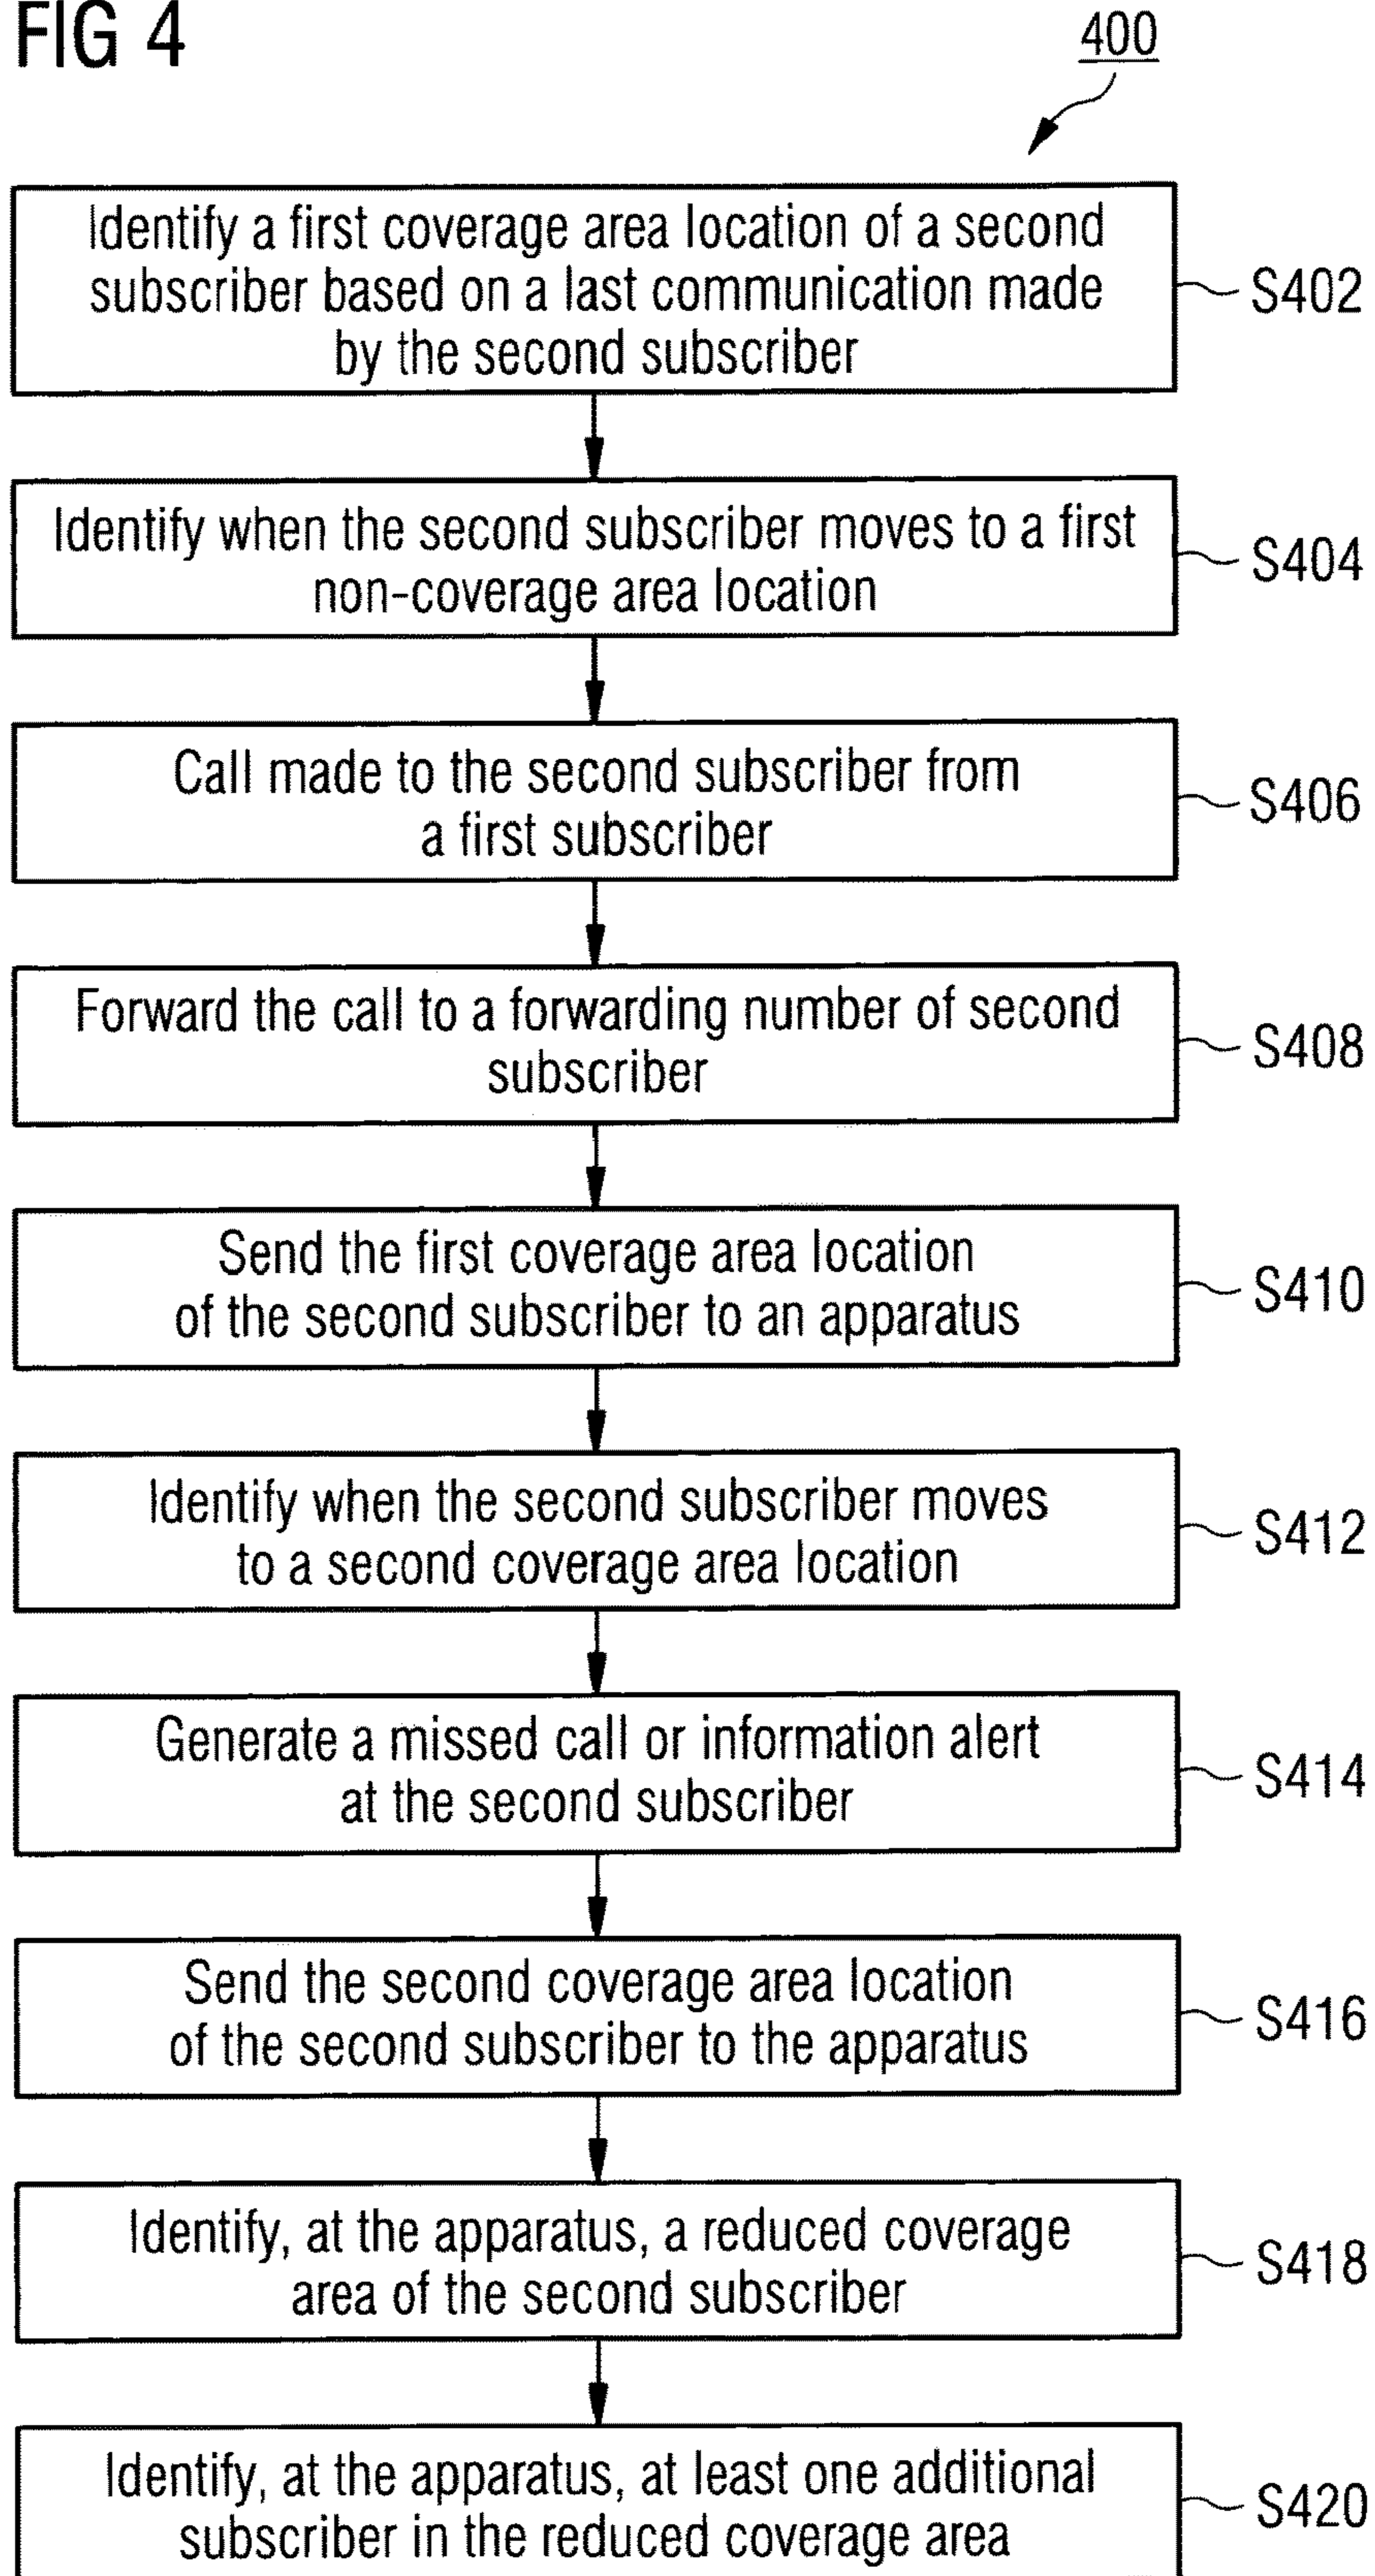 FIG 4
400
Identify a first coverage area location of a second
subscriber based on a last communication made
by the second subscriber
S402
Identify when the second subscriber moves to a first
non-coverage area location
S404
Call made to the second subscriber from
a first subscriber
S406
Forward the call to a forwarding number of second
subscriber
S408
Send the first coverage area location
of the second subscriber to an apparatus
S410
Identify when the second subscriber moves
to a second coverage area location
S412
Generate a missed call or information alert
at the second subscriber
S414
Send the second coverage area location
of the second subscriber to the apparatus
S416
Identify, at the apparatus, a reduced coverage
area of the second subscriber
S418
Identify, at the apparatus, at least one additional
subscriber in the reduced coverage area
S420